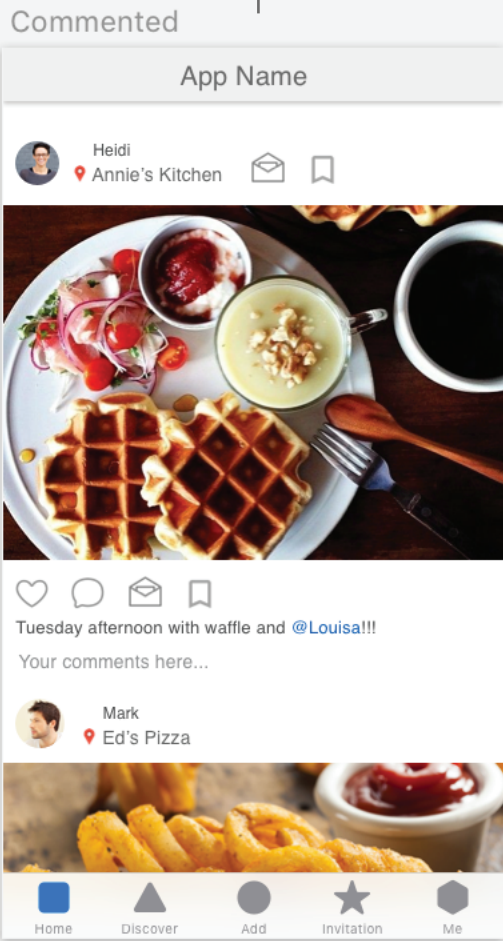 Commented
App Name
Heidi
Annie's Kitchen
Tuesday afternoon with waffle and @Louisa!!!
Your comments here...
Mark
Ed's Pizza
Home
Discover
Add
Invitation
Me